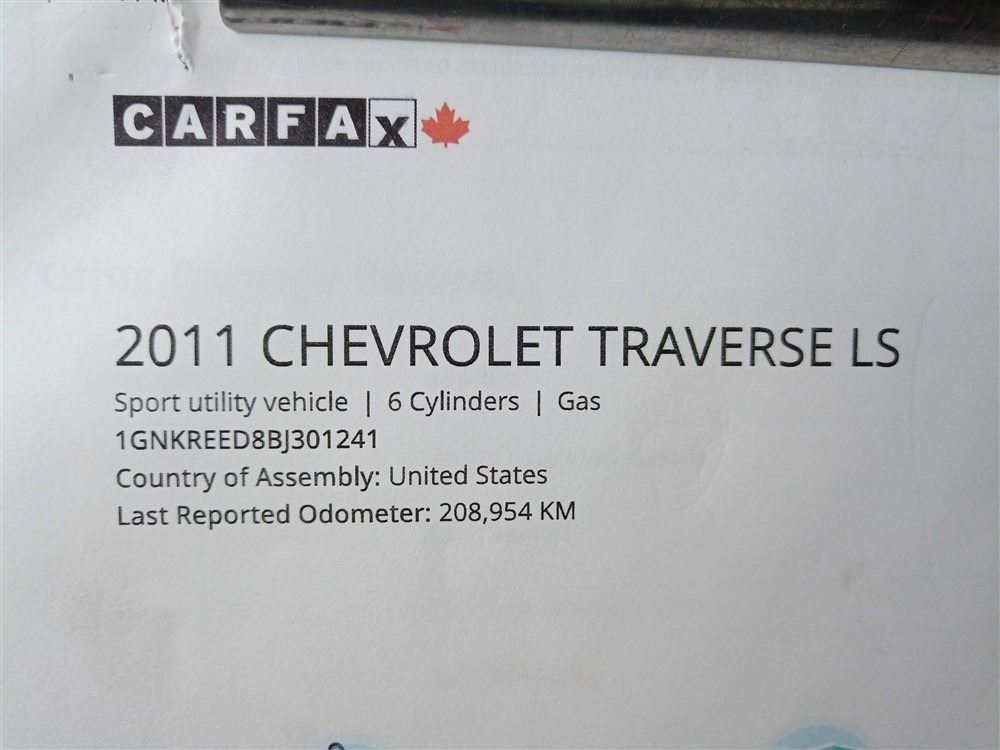 CARFAX
2011 CHEVROLET TRAVERSE LS
Sport utility vehicle | 6 Cylinders | Gas
1GNKREED8BJ301241
Country of Assembly: United States
Last Reported Odometer: 208,954 KM